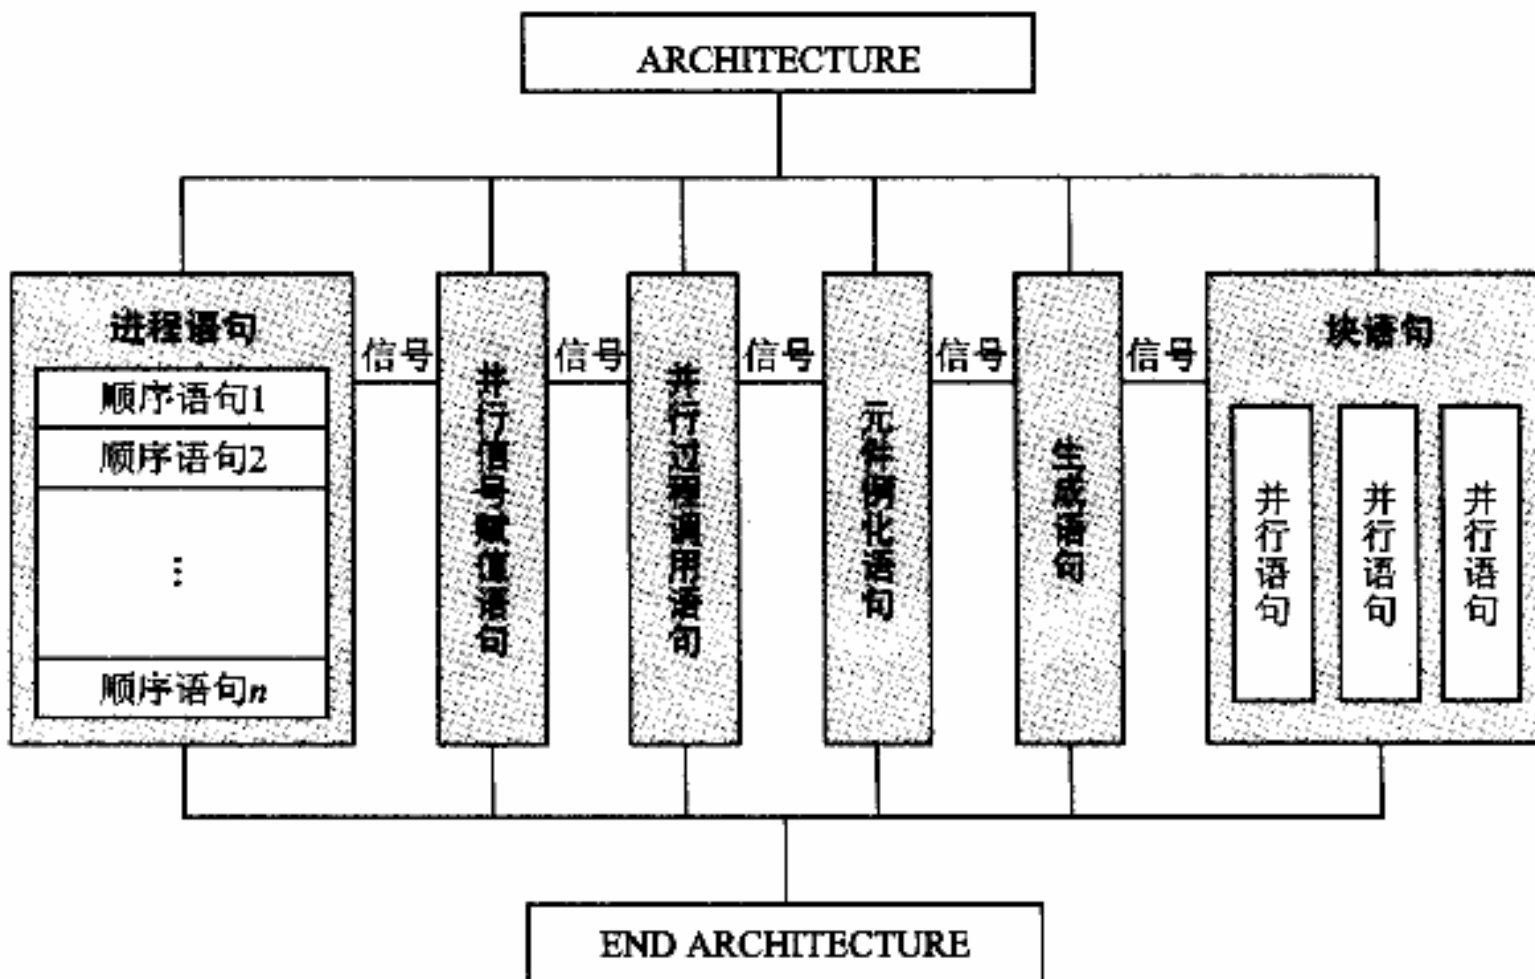 ARCHITECTURE
进程语句
顺序语句1
顺序语句2
⋮
顺序语句n
信号
并行信号赋值语句
信号
并行过程调用语句
信号
元件例化语句
信号
生成语句
信号
块语句
并行语句
并行语句
并行语句
END ARCHITECTURE